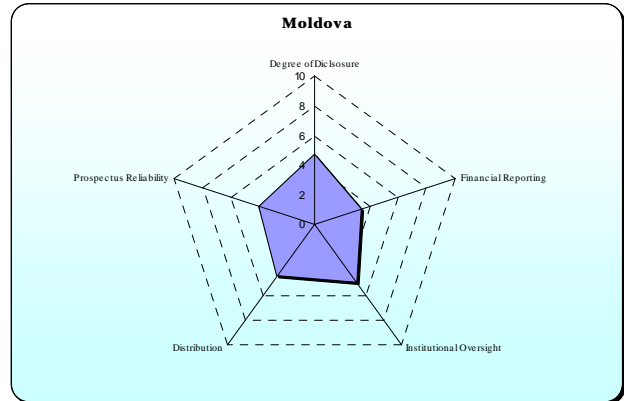 Moldova
Degree of Diclsosure
10
8
6
4
2
0
Prospectus Reliability
Financial Reporting
Distribution
Institutional Oversight